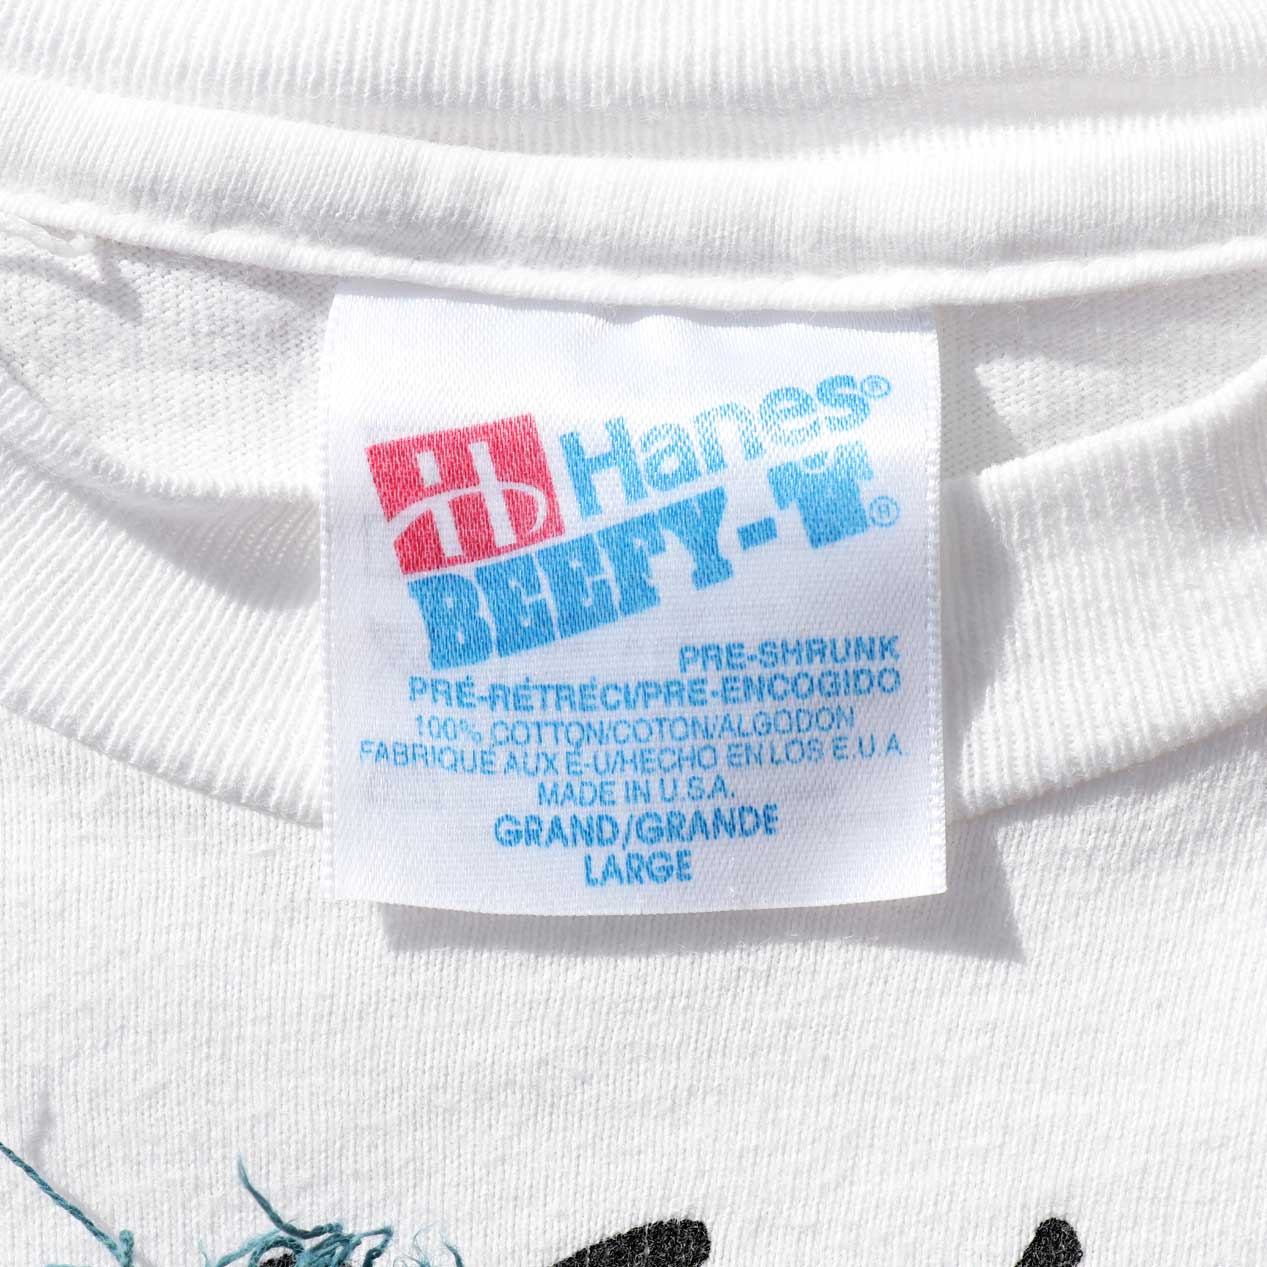 Hanes®
BEEFY-T®
PRE-SHRUNK
PRÉ-RÉTRÉCI/PRE-ENCOGIDO
100% COTTON/COTON/ALGODON
FABRIQUE AUX E-U/HECHO EN LOS E.U A
MADE IN U.S.A.
GRAND/GRANDE
LARGE